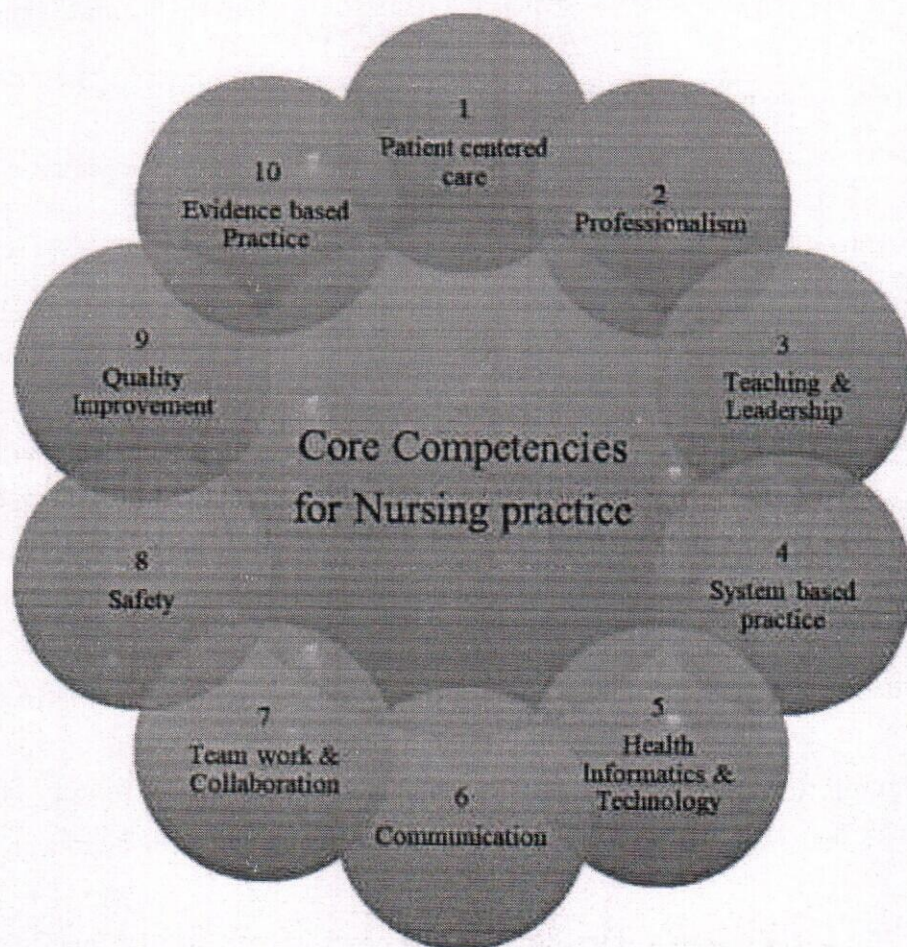 1
Patient centered
care
2
Professionalism
3
Teaching &
Leadership
4
System based
practice
5
Health
Informatics &
Technology
6
Communication
7
Team work &
Collaboration
8
Safety
9
Quality
Improvement
10
Evidence based
Practice
Core Competencies
for Nursing practice